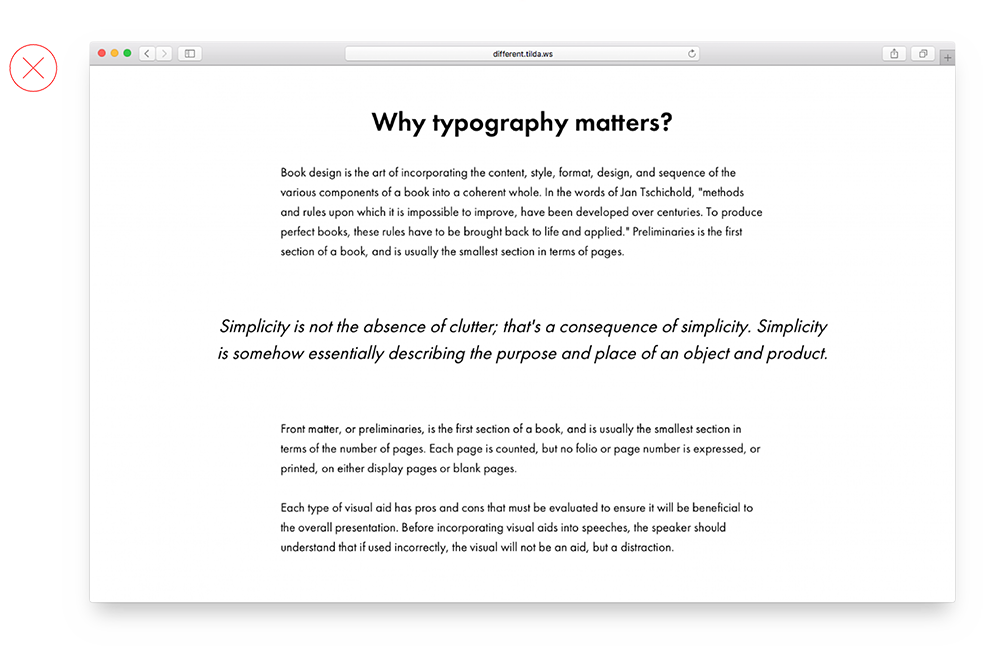 different.tilda.ws
Why typography matters?
Book design is the art of incorporating the content, style, format, design, and sequence of the
various components of a book into a coherent whole. In the words of Jan Tschichold, "methods
and rules upon which it is impossible to improve, have been developed over centuries. To produce
perfect books, these rules have to be brought back to life and applied." Preliminaries is the first
section of a book, and is usually the smallest section in terms of pages.
Simplicity is not the absence of clutter; that's a consequence of simplicity. Simplicity
is somehow essentially describing the purpose and place of an object and product.
Front matter, or preliminaries, is the first section of a book, and is usually the smallest section in
terms of the number of pages. Each page is counted, but no folio or page number is expressed, or
printed, on either display pages or blank pages.
Each type of visual aid has pros and cons that must be evaluated to ensure it will be beneficial to
the overall presentation. Before incorporating visual aids into speeches, the speaker should
understand that if used incorrectly, the visual will not be an aid, but a distraction.